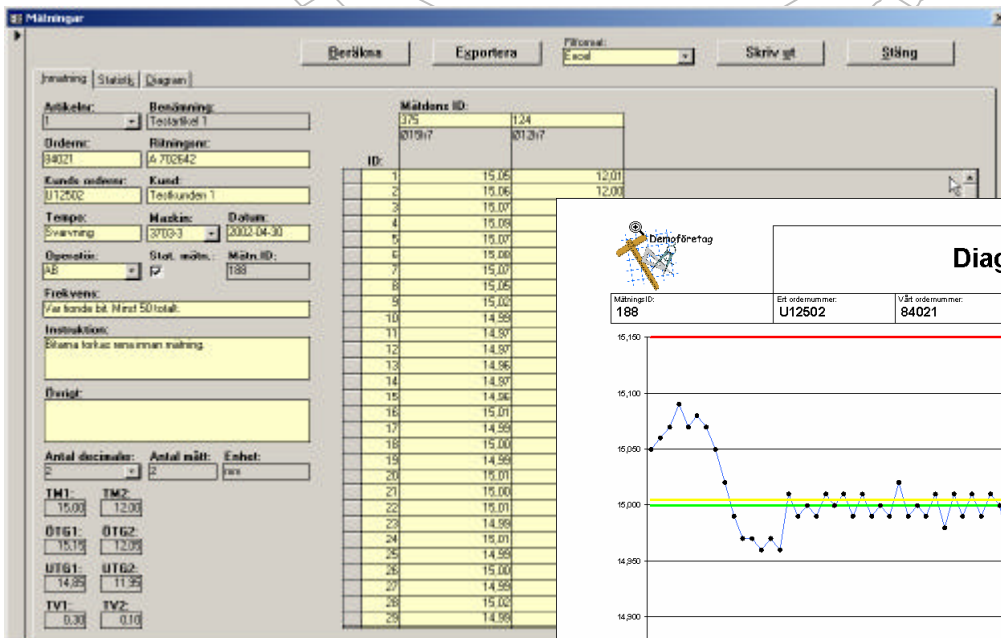 Mätningar
Beräkna
Exportera
Filformat:
Excel
Skriv ut
Stäng
Inmatning
Statistik
Diagram
Artikelnr:
Benämning:
1
Testartikel 1
Ordernr:
Ritningsnr:
84021
A 702642
Kunds ordernr:
Kund:
U12502
Testkunden 1
Tempo:
Maskin:
Datum:
Svarvning
3703-3
2002-04-30
Operatör:
Stat. mätn.:
Mätn.ID:
AB
188
Frekvens:
Var tionde bit. Minst 50 totalt.
Instruktion:
Bitarna torkas rena innan mätning.
Övrigt:
Antal decimaler:
Antal mått:
Enhet:
2
2
mm
TM1:
TM2:
15,00
12,00
ÖTG1:
ÖTG2:
15,15
12,05
UTG1:
UTG2:
14,85
11,95
TV1:
TV2:
0,30
0,10
Mätdons ID:
375
124
Ø15h7
Ø12h7
ID:
1 15,05 12,01
2 15,06 12,00
3 15,07
4 15,09
5 15,07
6 15,08
7 15,07
8 15,05
9 15,02
10 14,99
11 14,97
12 14,97
13 14,96
14 14,97
15 14,96
16 15,01
17 14,99
18 15,00
19 14,99
20 15,01
21 15,00
22 15,01
23 14,99
24 15,01
25 14,99
26 15,00
27 14,99
28 15,02
29 14,99
Demoföretag
Diag
MätningsID:
188
Ert ordernummer:
U12502
Vårt ordernummer:
84021
15,150
15,100
15,050
15,000
14,950
14,900